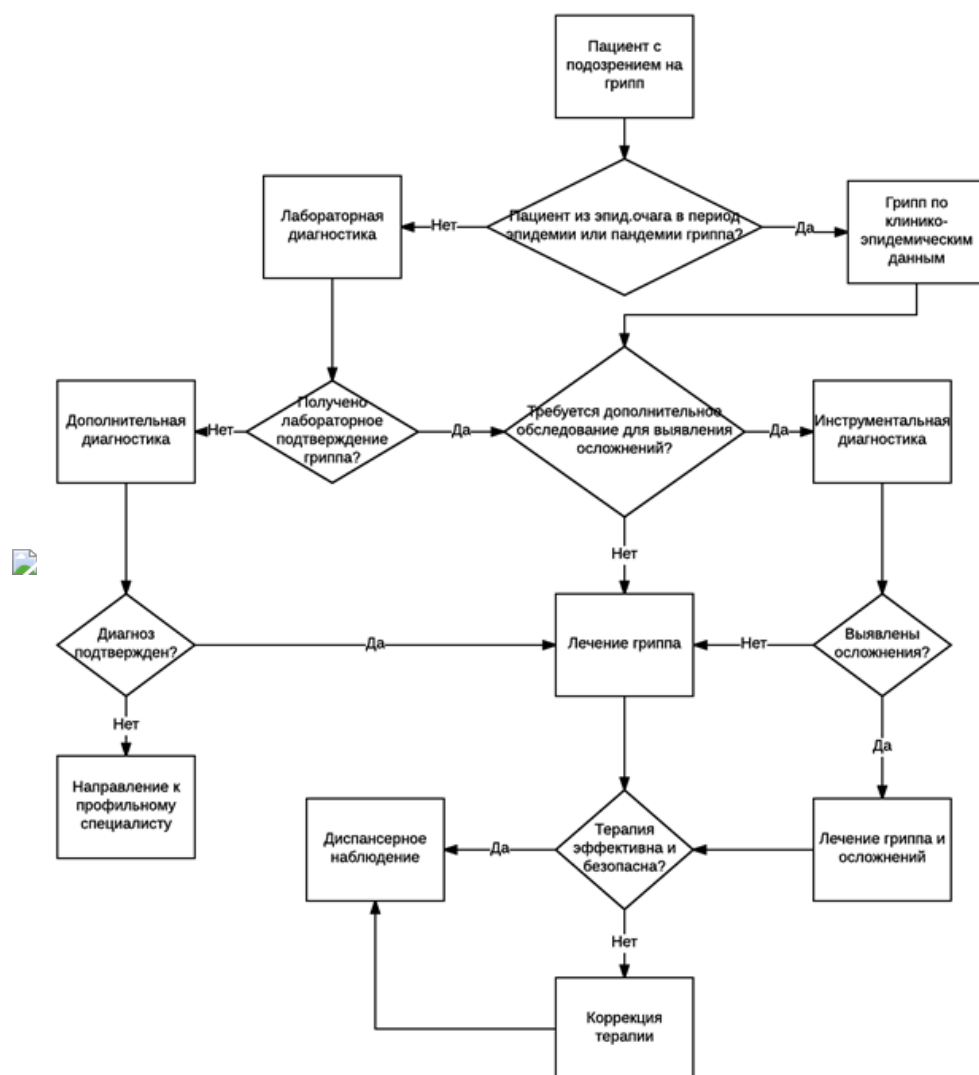 Пациент с
подозрением на
грипп
Лабораторная
диагностика
Нет
Пациент из эпид.очага в период
эпидемии или пандемии гриппа?
Да
Грипп по
клинико-
эпидемическим
данным
Дополнительная
диагностика
Нет
Получено
лабораторное
подтверждение
гриппа?
Да
Требуется дополнительное
обследование для выявления
осложнений?
Да
Инструментальная
диагностика
Нет
Диагноз
подтвержден?
Да
Лечение гриппа
Нет
Выявлены
осложнения?
Нет
Да
Направление к
профильному
специалисту
Диспансерное
наблюдение
Да
Терапия
эффективна и
безопасна?
Лечение гриппа и
осложнений
Нет
Коррекция
терапии